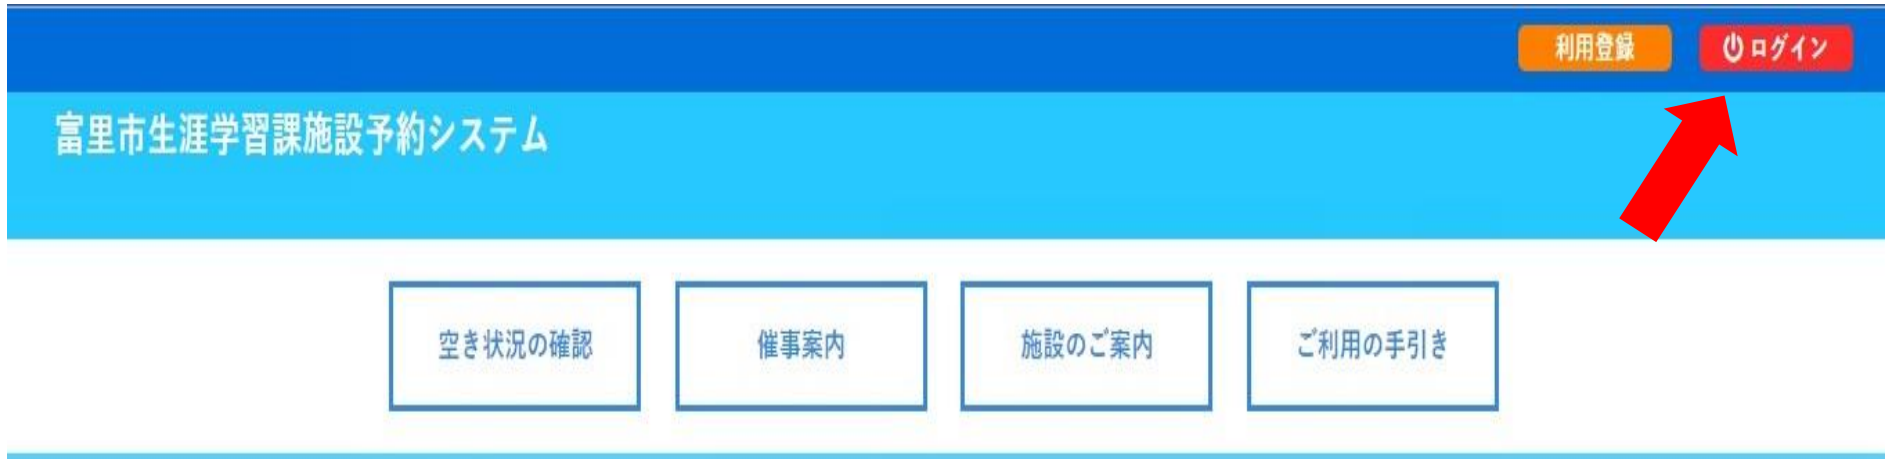 利用登録 ログイン
富里市生涯学習課施設予約システム
空き状況の確認 催事案内 施設のご案内 ご利用の手引き